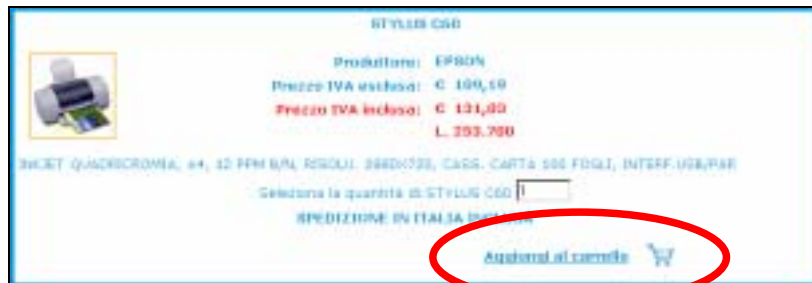 STYLUS C60
Produttore: EPSON
Prezzo IVA esclusa: € 109,19
Prezzo IVA inclusa: € 131,03
L. 253.700
INKJET QUADRICROMIA, A4, 12 PPM B/N, RISOLU. 2880X720, CASS. CARTA 100 FOGLI, INTERF.USB/PAR
Seleziona la quantità di STYLUS C60 1
SPEDIZIONE IN ITALIA INCLUSA
Aggiungi al carrello